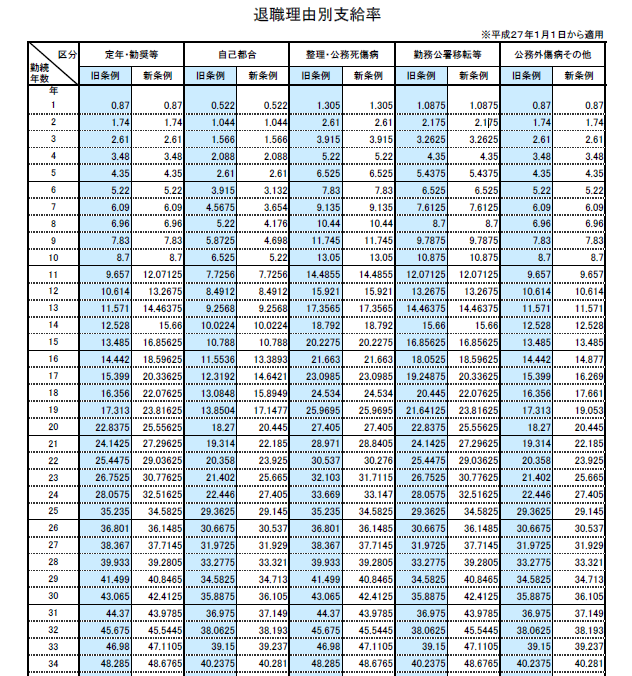 退職理由別支給率
※平成27年1月1日から適用
区分 定年・勧奨等 自己都合 整理・公務死傷病 勤務公署移転等 公務外傷病その他
勤続年数 旧条例 新条例 旧条例 新条例 旧条例 新条例 旧条例 新条例 旧条例 新条例
年
1 0.87 0.87 0.522 0.522 1.305 1.305 1.0875 1.0875 0.87 0.87
2 1.74 1.74 1.044 1.044 2.61 2.61 2.175 2.175 1.74 1.74
3 2.61 2.61 1.566 1.566 3.915 3.915 3.2625 3.2625 2.61 2.61
4 3.48 3.48 2.088 2.088 5.22 5.22 4.35 4.35 3.48 3.48
5 4.35 4.35 2.61 2.61 6.525 6.525 5.4375 5.4375 4.35 4.35
6 5.22 5.22 3.915 3.132 7.83 7.83 6.525 6.525 5.22 5.22
7 6.09 6.09 4.5675 3.654 9.135 9.135 7.6125 7.6125 6.09 6.09
8 6.96 6.96 5.22 4.176 10.44 10.44 8.7 8.7 6.96 6.96
9 7.83 7.83 5.8725 4.698 11.745 11.745 9.7875 9.7875 7.83 7.83
10 8.7 8.7 6.525 5.22 13.05 13.05 10.875 10.875 8.7 8.7
11 9.657 12.07125 7.7256 7.7256 14.4855 14.4855 12.07125 12.07125 9.657 9.657
12 10.614 13.2675 8.4912 8.4912 15.921 15.921 13.2675 13.2675 10.614 10.614
13 11.571 14.46375 9.2568 9.2568 17.3565 17.3565 14.46375 14.46375 11.571 11.571
14 12.528 15.66 10.0224 10.0224 18.792 18.792 15.66 15.66 12.528 12.528
15 13.485 16.85625 10.788 10.788 20.2275 20.2275 16.85625 16.85625 13.485 13.485
16 14.442 18.59625 11.5536 13.3893 21.663 21.663 18.0525 18.59625 14.442 14.877
17 15.399 20.33625 12.3192 14.6421 23.0985 23.0985 19.24875 20.33625 15.399 16.269
18 16.356 22.07625 13.0848 15.8949 24.534 24.534 20.445 22.07625 16.356 17.661
19 17.313 23.81625 13.8504 17.1477 25.9695 25.9695 21.64125 23.81625 17.313 19.053
20 22.8375 25.55625 18.27 20.445 27.405 27.405 22.8375 25.55625 18.27 20.445
21 24.1425 27.29625 19.314 22.185 28.971 28.8405 24.1425 27.29625 19.314 22.185
22 25.4475 29.03625 20.358 23.925 30.537 30.276 25.4475 29.03625 20.358 23.925
23 26.7525 30.77625 21.402 25.665 32.103 31.7115 26.7525 30.77625 21.402 25.665
24 28.0575 32.51625 22.446 27.405 33.669 33.147 28.0575 32.51625 22.446 27.405
25 35.235 34.5825 29.3625 29.145 35.235 34.5825 29.3625 34.5825 29.3625 29.145
26 36.801 36.1485 30.6675 30.537 36.801 36.1485 30.6675 36.1485 30.6675 30.537
27 38.367 37.7145 31.9725 31.929 38.367 37.7145 31.9725 37.7145 31.9725 31.929
28 39.933 39.2805 33.2775 33.321 39.933 39.2805 33.2775 39.2805 33.2775 33.321
29 41.499 40.8465 34.5825 34.713 41.499 40.8465 34.5825 40.8465 34.5825 34.713
30 43.065 42.4125 35.8875 36.105 43.065 42.4125 35.8875 42.4125 35.8875 36.105
31 44.37 43.9785 36.975 37.149 44.37 43.9785 36.975 43.9785 36.975 37.149
32 45.675 45.5445 38.0625 38.193 45.675 45.5445 38.0625 45.5445 38.0625 38.193
33 46.98 47.1105 39.15 39.237 46.98 47.1105 39.15 47.1105 39.15 39.237
34 48.285 48.6765 40.2375 40.281 48.285 48.6765 40.2375 48.6765 40.2375 40.281